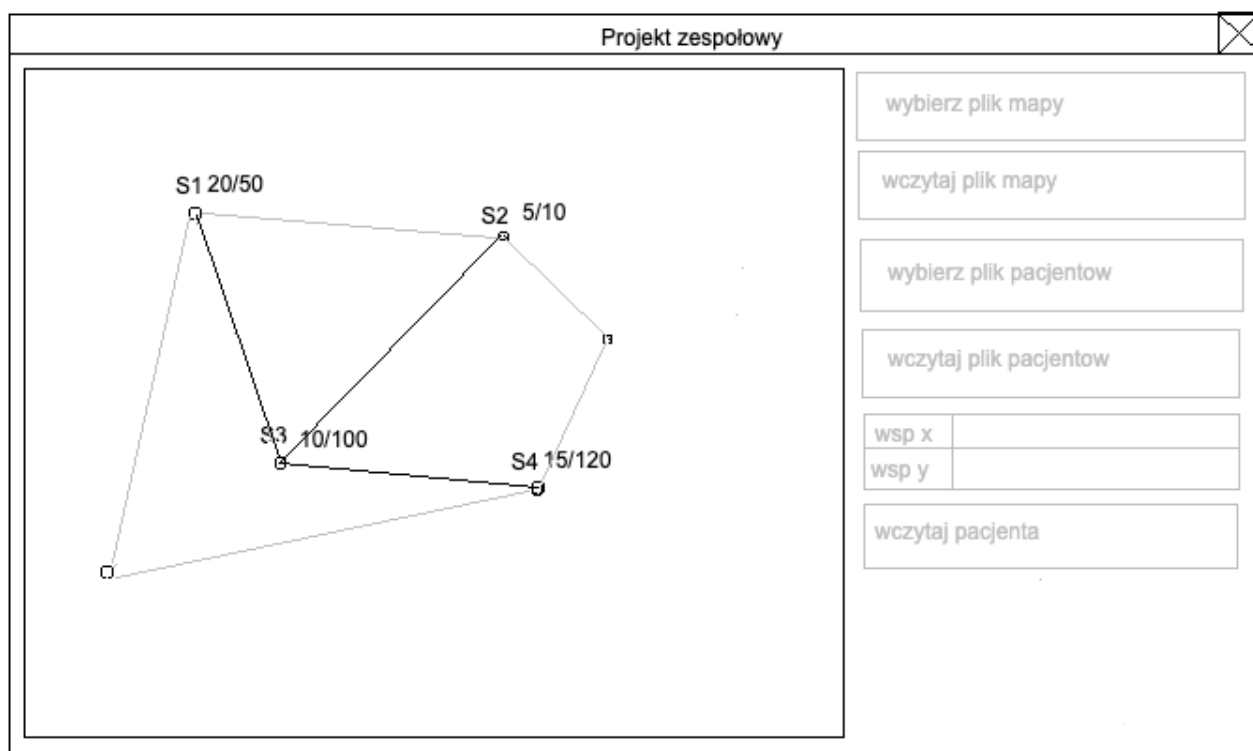 Projekt zespołowy
S1 20/50
S2 5/10
S3 10/100
S4 15/120
wybierz plik mapy
wczytaj plik mapy
wybierz plik pacjentow
wczytaj plik pacjentow
wsp x
wsp y
wczytaj pacjenta